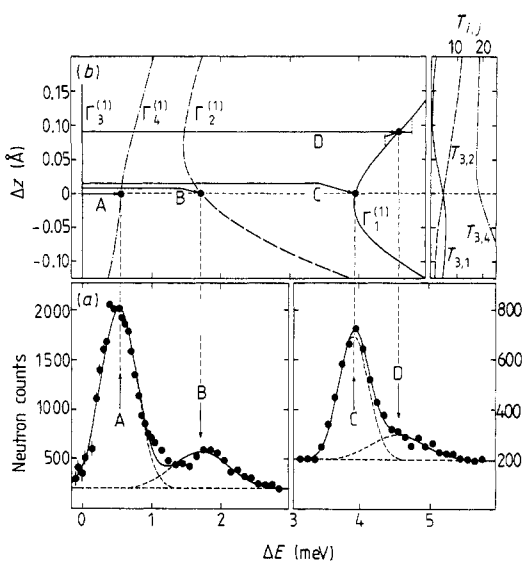 T_{i,j}
10 20
(b)
0.15
0.10
0.05
0
-0.05
-0.10
Δz (Å)
Γ_3^{(1)} Γ_4^{(1)} Γ_2^{(1)}
D
A B C
Γ_1^{(1)}
T_{3,2}
T_{3,4}
T_{3,1}
(a)
2000
1500
1000
500
Neutron counts
A
B
C
D
800
600
400
200
0 1 2 3 4 5
ΔE (meV)